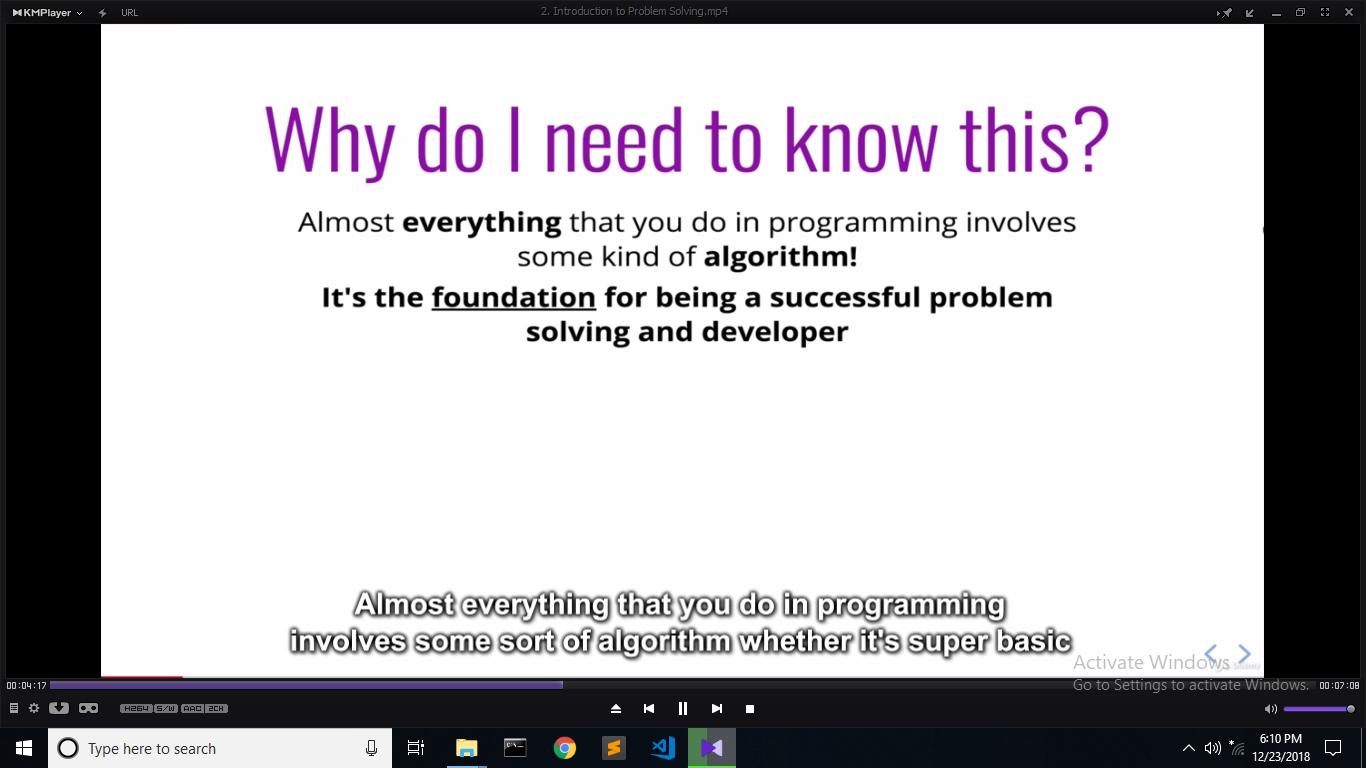 KMPlayer
URL
2. Introduction to Problem Solving.mp4
Why do I need to know this?
Almost everything that you do in programming involves
some kind of algorithm!
It's the foundation for being a successful problem
solving and developer
Almost everything that you do in programming
involves some sort of algorithm whether it's super basic
Activate Windows
Go to Settings to activate Windows.
00:04:17
00:07:08
H264 S/W AAC 2CH
Type here to search
6:10 PM
12/23/2018